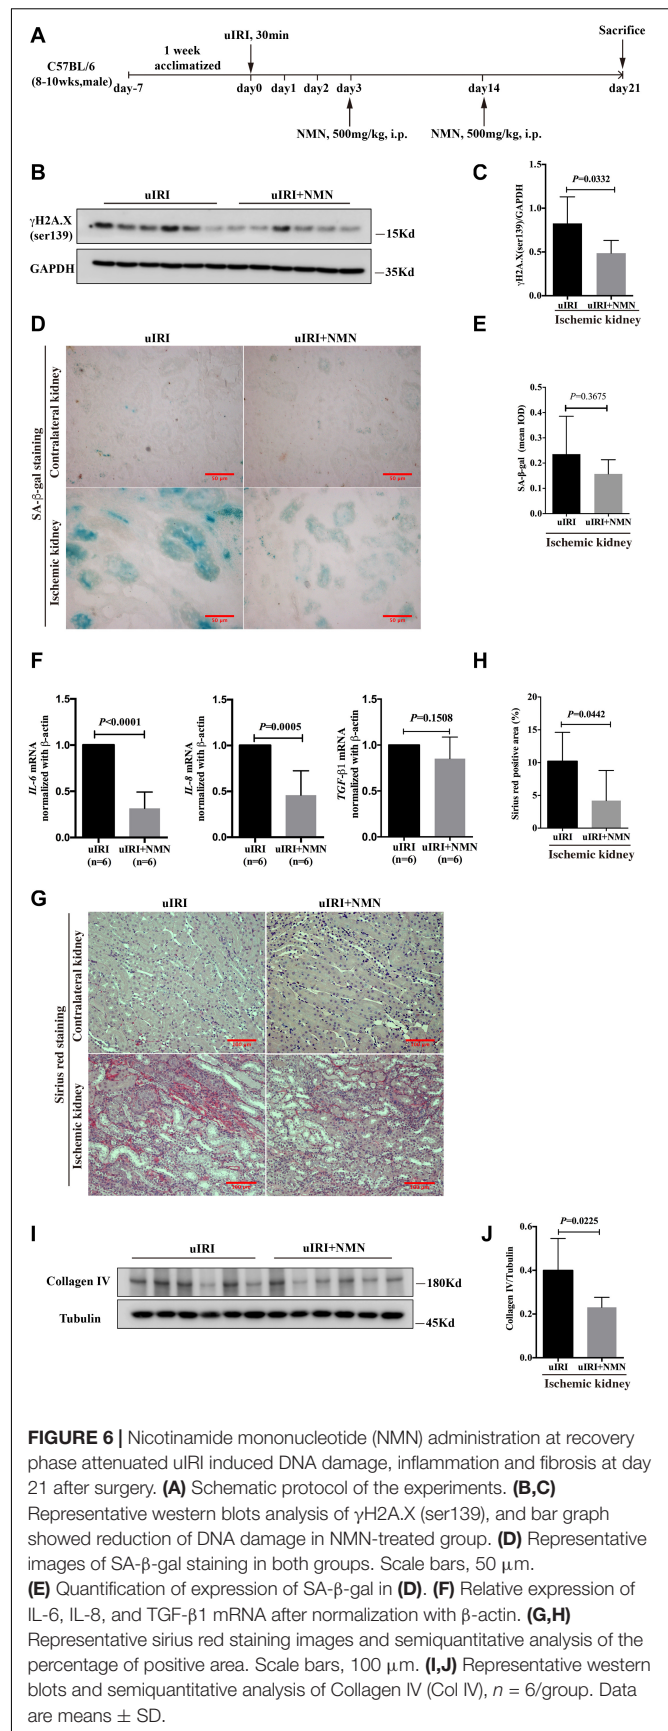 A
uIRI, 30min
Sacrifice
C57BL/6
(8-10wks,male)
1 week
acclimatized
day-7
day0
day1
day2
day3
day14
day21
NMN, 500mg/kg, i.p.
NMN, 500mg/kg, i.p.
B
uIRI
uIRI+NMN
γH2A.X
(ser139)
15Kd
GAPDH
35Kd
C
γH2A.X(ser139)/GAPDH
1.5
1.0
0.5
0.0
P=0.0332
uIRI
uIRI+NMN
Ischemic kidney
D
uIRI
uIRI+NMN
SA-β-gal staining
Contralateral kidney
Ischemic kidney
50 μm
50 μm
50 μm
50 μm
E
SA-β-gal (mean IOD)
0.5
0.4
0.3
0.2
0.1
0.0
P=0.3675
uIRI
uIRI+NMN
Ischemic kidney
F
IL-6 mRNA
normalized with β-actin
1.5
1.0
0.5
0.0
P<0.0001
uIRI
(n=6)
uIRI+NMN
(n=6)
IL-8 mRNA
normalized with β-actin
1.5
1.0
0.5
0.0
P=0.0005
uIRI
(n=6)
uIRI+NMN
(n=6)
TGF-β1 mRNA
normalized with β-actin
1.5
1.0
0.5
0.0
P=0.1508
uIRI
(n=6)
uIRI+NMN
(n=6)
H
Sirius red positive area (%)
20
15
10
5
0
P=0.0442
uIRI
uIRI+NMN
Ischemic kidney
G
uIRI
uIRI+NMN
Sirius red staining
Contralateral kidney
Ischemic kidney
100 μm
100 μm
100 μm
100 μm
I
uIRI
uIRI+NMN
Collagen IV
180Kd
Tubulin
45Kd
J
Collagen IV/Tubulin
0.6
0.4
0.2
0.0
P=0.0225
uIRI
uIRI+NMN
Ischemic kidney
FIGURE 6 | Nicotinamide mononucleotide (NMN) administration at recovery
phase attenuated uIRI induced DNA damage, inflammation and fibrosis at day
21 after surgery. (A) Schematic protocol of the experiments. (B,C)
Representative western blots analysis of γH2A.X (ser139), and bar graph
showed reduction of DNA damage in NMN-treated group. (D) Representative
images of SA-β-gal staining in both groups. Scale bars, 50 μm.
(E) Quantification of expression of SA-β-gal in (D). (F) Relative expression of
IL-6, IL-8, and TGF-β1 mRNA after normalization with β-actin. (G,H)
Representative sirius red staining images and semiquantitative analysis of the
percentage of positive area. Scale bars, 100 μm. (I,J) Representative western
blots and semiquantitative analysis of Collagen IV (Col IV), n = 6/group. Data
are means ± SD.